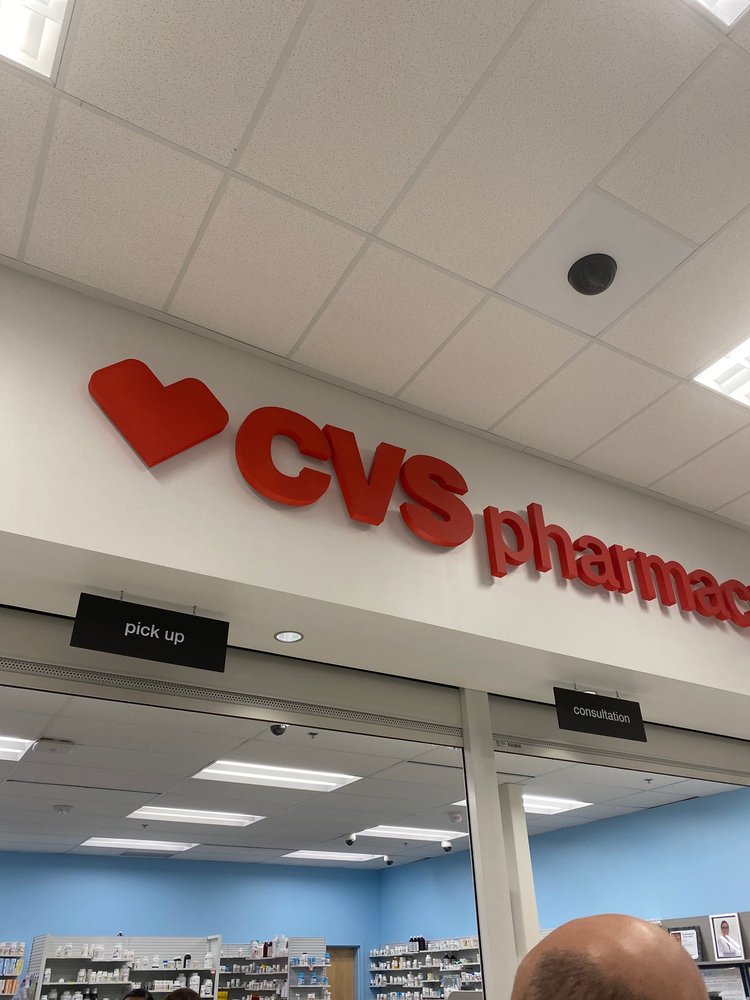 CVS pharmac
pick up
consultation